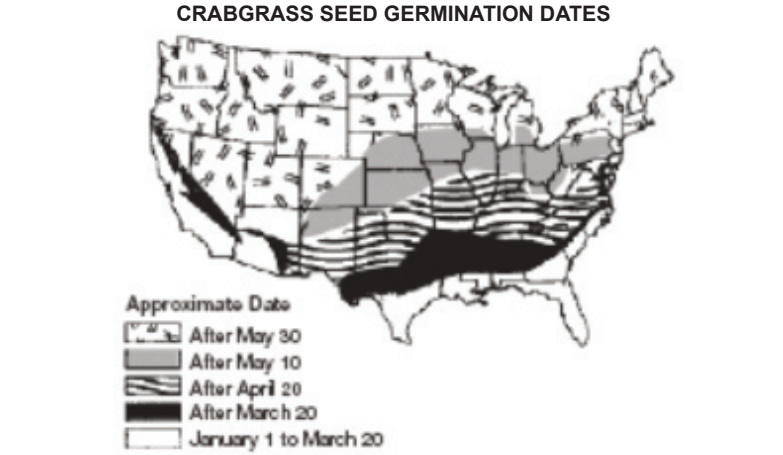 CRABGRASS SEED GERMINATION DATES
Approximate Date
After May 30
After May 10
After April 20
After March 20
January 1 to March 20